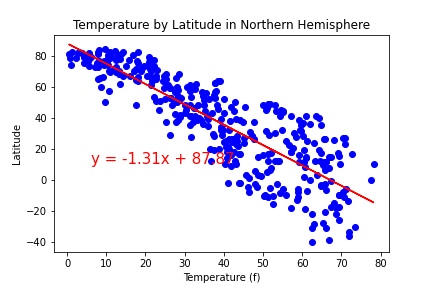 Temperature by Latitude in Northern Hemisphere
80
60
40
20
0
−20
−40
Latitude
y = -1.31x + 87.87
0 10 20 30 40 50 60 70 80
Temperature (f)